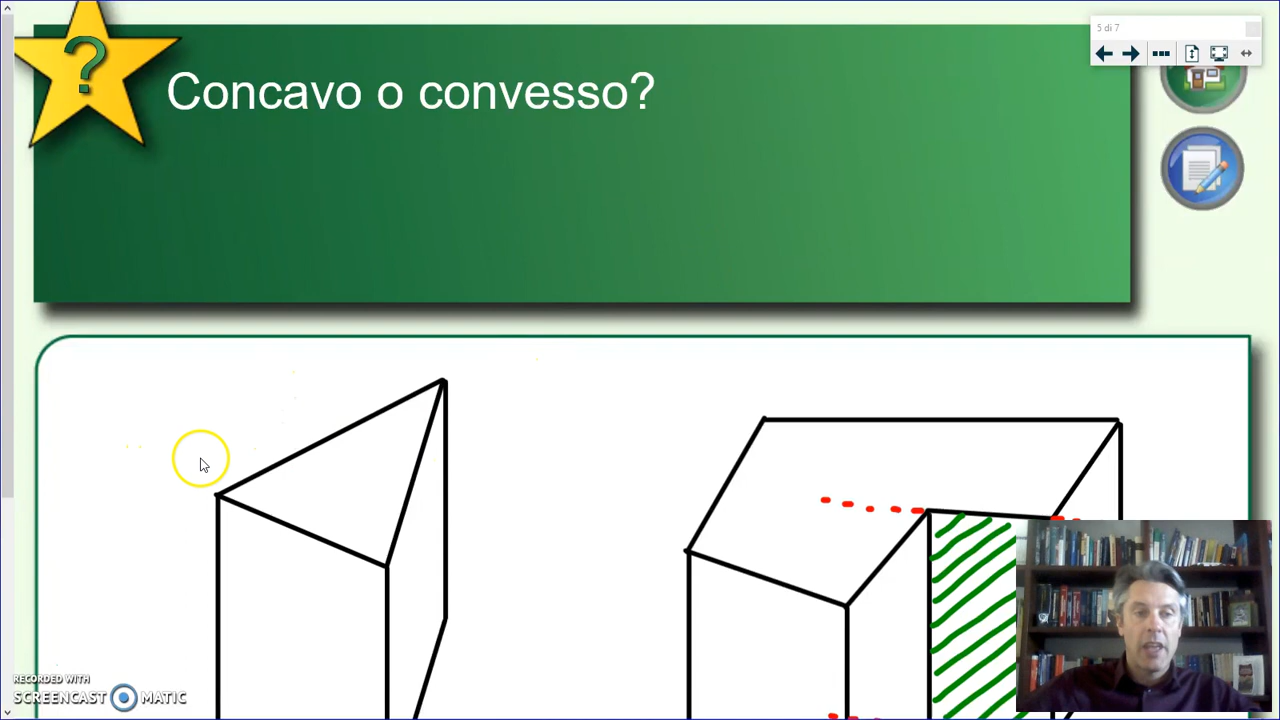 5 di 7
?
Concavo o convesso?
RECORDED WITH
SCREENCAST MATIC